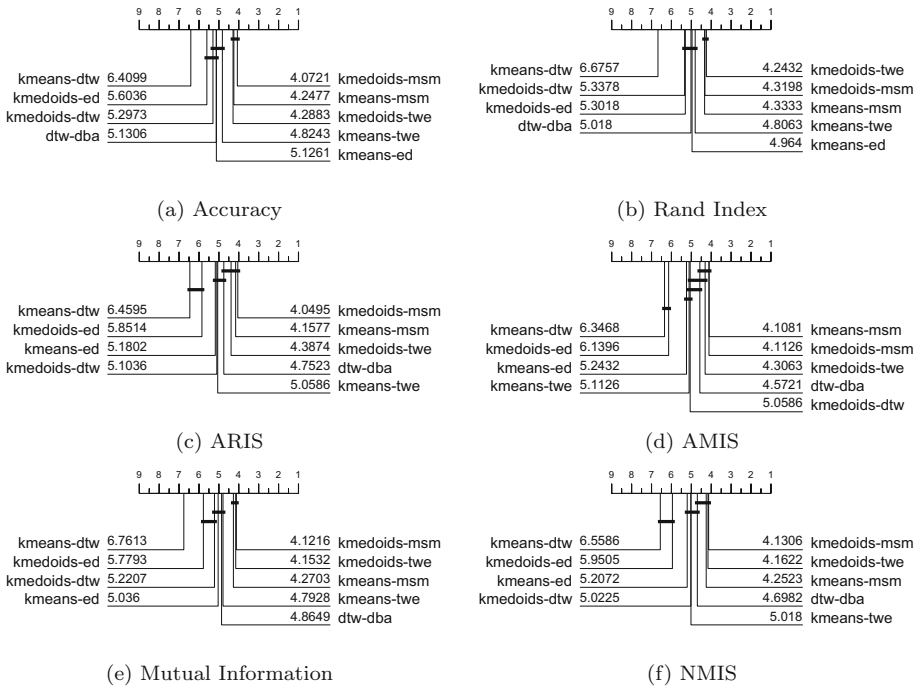 9 8 7 6 5 4 3 2 1
kmeans-dtw 6.4099
kmedoids-ed 5.6036
kmedoids-dtw 5.2973
dtw-dba 5.1306
4.0721 kmedoids-msm
4.2477 kmeans-msm
4.2883 kmedoids-twe
4.8243 kmeans-twe
5.1261 kmeans-ed
(a) Accuracy
9 8 7 6 5 4 3 2 1
kmeans-dtw 6.6757
kmedoids-dtw 5.3378
kmedoids-ed 5.3018
dtw-dba 5.018
4.2432 kmedoids-twe
4.3198 kmedoids-msm
4.3333 kmeans-msm
4.8063 kmeans-twe
4.964 kmeans-ed
(b) Rand Index
9 8 7 6 5 4 3 2 1
kmeans-dtw 6.4595
kmedoids-ed 5.8514
kmeans-ed 5.1802
kmedoids-dtw 5.1036
4.0495 kmedoids-msm
4.1577 kmeans-msm
4.3874 kmedoids-twe
4.7523 dtw-dba
5.0586 kmeans-twe
(c) ARIS
9 8 7 6 5 4 3 2 1
kmeans-dtw 6.3468
kmedoids-ed 6.1396
kmeans-ed 5.2432
kmeans-twe 5.1126
4.1081 kmeans-msm
4.1126 kmedoids-msm
4.3063 kmedoids-twe
4.5721 dtw-dba
5.0586 kmedoids-dtw
(d) AMIS
9 8 7 6 5 4 3 2 1
kmeans-dtw 6.7613
kmedoids-ed 5.7793
kmedoids-dtw 5.2207
kmeans-ed 5.036
4.1216 kmedoids-msm
4.1532 kmedoids-twe
4.2703 kmeans-msm
4.7928 kmeans-twe
4.8649 dtw-dba
(e) Mutual Information
9 8 7 6 5 4 3 2 1
kmeans-dtw 6.5586
kmedoids-ed 5.9505
kmeans-ed 5.2072
kmedoids-dtw 5.0225
4.1306 kmedoids-msm
4.1622 kmedoids-twe
4.2523 kmeans-msm
4.6982 dtw-dba
5.018 kmeans-twe
(f) NMIS